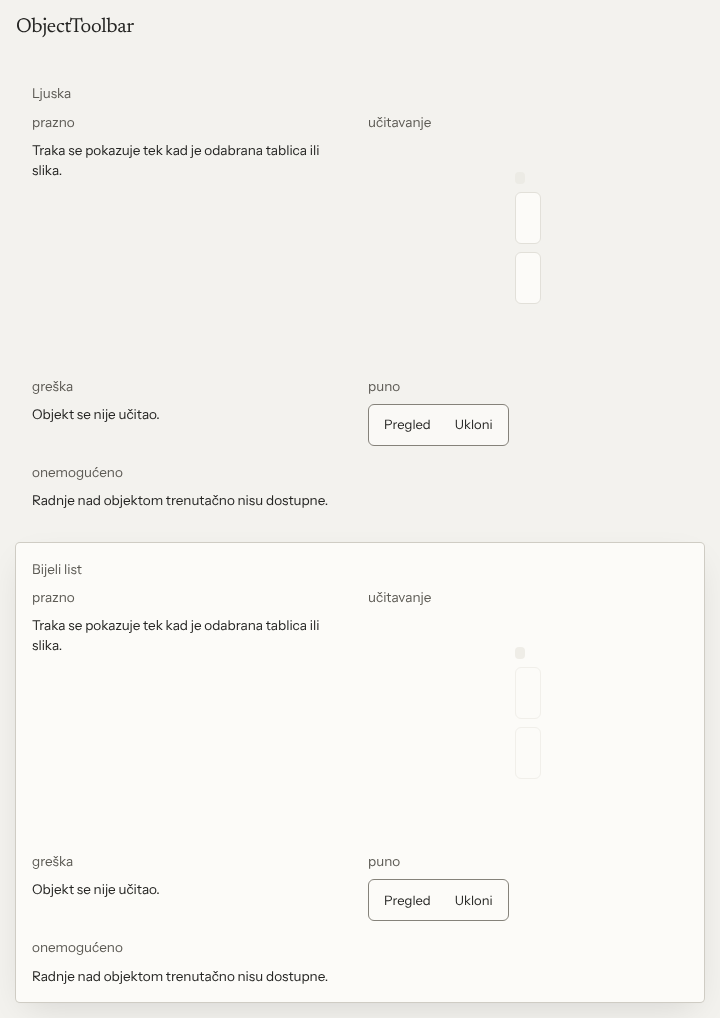 ObjectToolbar
Ljuska
prazno
učitavanje
Traka se pokazuje tek kad je odabrana tablica ili
slika.
greška
puno
Objekt se nije učitao.
Pregled Ukloni
onemogućeno
Radnje nad objektom trenutačno nisu dostupne.
Bijeli list
prazno
učitavanje
Traka se pokazuje tek kad je odabrana tablica ili
slika.
greška
puno
Objekt se nije učitao.
Pregled Ukloni
onemogućeno
Radnje nad objektom trenutačno nisu dostupne.